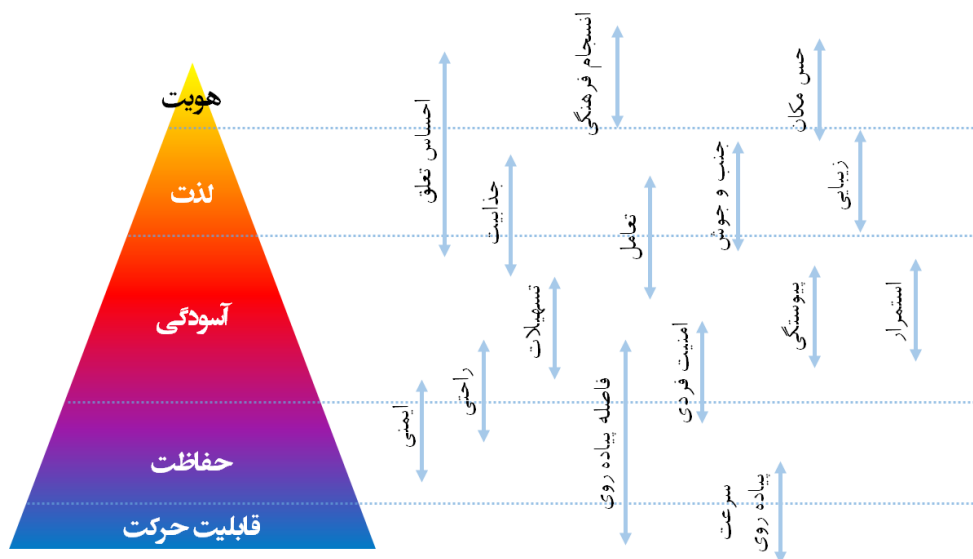 هویت
لذت
آسودگی
حفاظت
قابلیت حرکت
حس مکان
انسجام فرهنگی
احساس تعلق
زیبایی
جنب و جوش
تعامل
جذابیت
استمرار
پیوستگی
امنیت فردی
تسهیلات
فاصله پیاده روی
راحتی
ایمنی
سرعت
پیاده روی